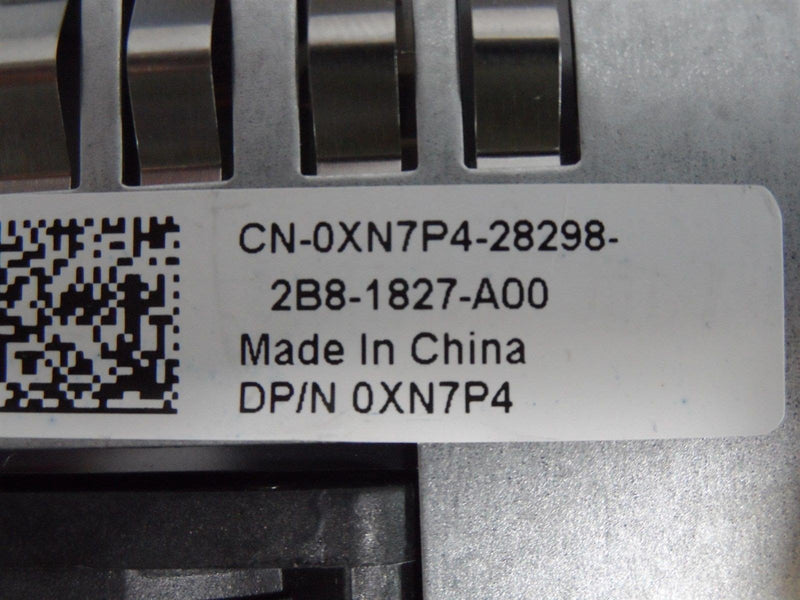 CN-0XN7P4-28298-
2B8-1827-A00
Made In China
DP/N 0XN7P4